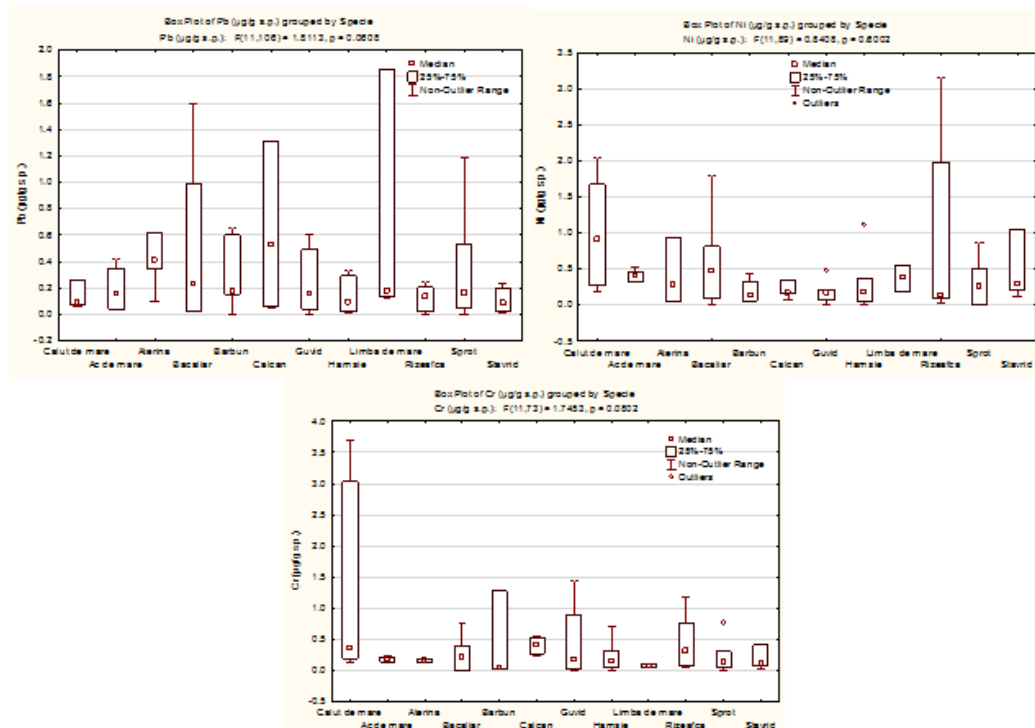 Box Plot of Pb (µg/g s.p.) grouped by Specie
Pb (µg/g s.p.): F(11,106) = 1.8113, p = 0.0608
2.0
1.8
1.6
1.4
1.2
1.0
0.8
0.6
0.4
0.2
0.0
-0.2
Pb (µg/g s.p.)
Median
25%-75%
Non-Outlier Range
Calut de mare Aterina Barbun Guvid Limba de mare Sprot
Ac de mare Bacaliar Calcan Hamsie Rizeafca Stavrid
Box Plot of Ni (µg/g s.p.) grouped by Specie
Ni (µg/g s.p.): F(11,89) = 0.8408, p = 0.6002
2.5
3.5
3.0
2.5
2.0
1.5
1.0
0.5
0.0
-0.5
Ni (µg/g s.p.)
Median
25%-75%
Non-Outlier Range
Outliers
Calut de mare Aterina Barbun Guvid Limba de mare Sprot
Ac de mare Bacaliar Calcan Hamsie Rizeafca Stavrid
Box Plot of Cr (µg/g s.p.) grouped by Specie
Cr (µg/g s.p.): F(11,73) = 1.7453, p = 0.0802
4.0
3.5
3.0
2.5
2.0
1.5
1.0
0.5
0.0
-0.5
Cr (µg/g s.p.)
Median
25%-75%
Non-Outlier Range
Outliers
Calut de mare Aterina Barbun Guvid Limba de mare Sprot
Ac de mare Bacaliar Calcan Hamsie Rizeafca Stavrid